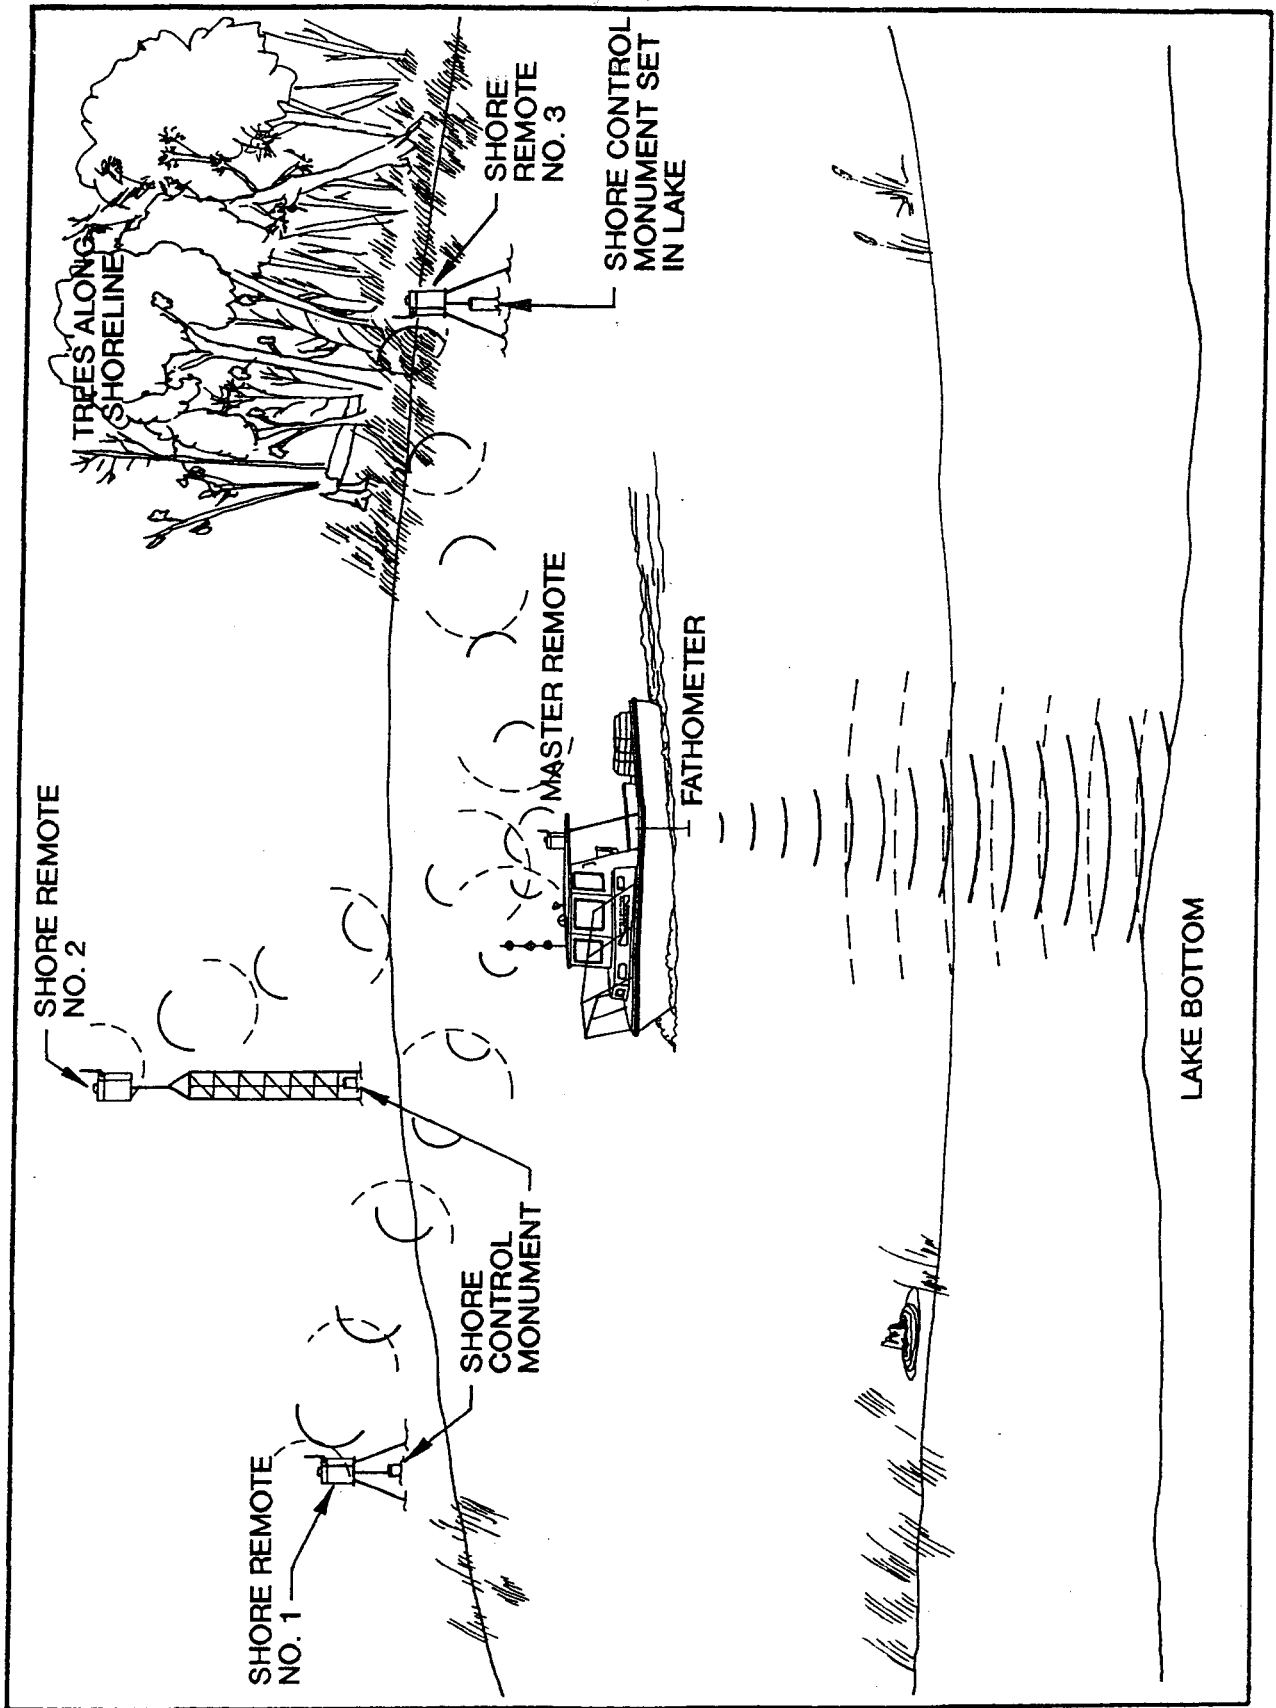 SHORE REMOTE
NO. 2
TREES ALONG
SHORELINE
SHORE REMOTE
NO. 1
SHORE
CONTROL
MONUMENT
MASTER REMOTE
SHORE
REMOTE
NO. 3
SHORE CONTROL
MONUMENT SET
IN LAKE
FATHOMETER
LAKE BOTTOM